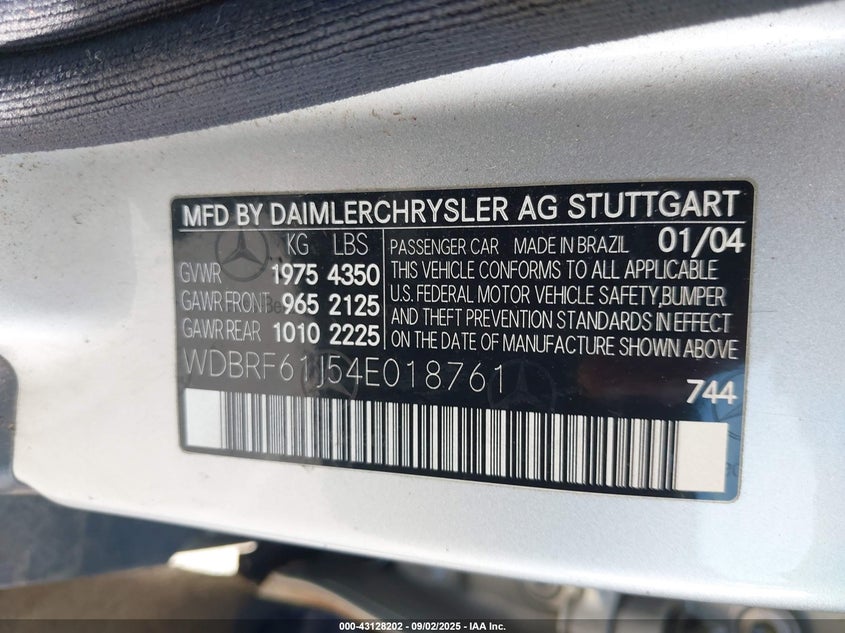 MFD BY DAIMLERCHRYSLER AG STUTTGART
KG LBS
GVWR 1975 4350
GAWR FRONT 965 2125
GAWR REAR 1010 2225
PASSENGER CAR MADE IN BRAZIL 01/04
THIS VEHICLE CONFORMS TO ALL APPLICABLE
U.S. FEDERAL MOTOR VEHICLE SAFETY, BUMPER
AND THEFT PREVENTION STANDARDS IN EFFECT
ON THE DATE OF MANUFACTURE SHOWN ABOVE
WDBRF61J54E018761
744
000-43128202 - 09/02/2025 - IAA Inc.